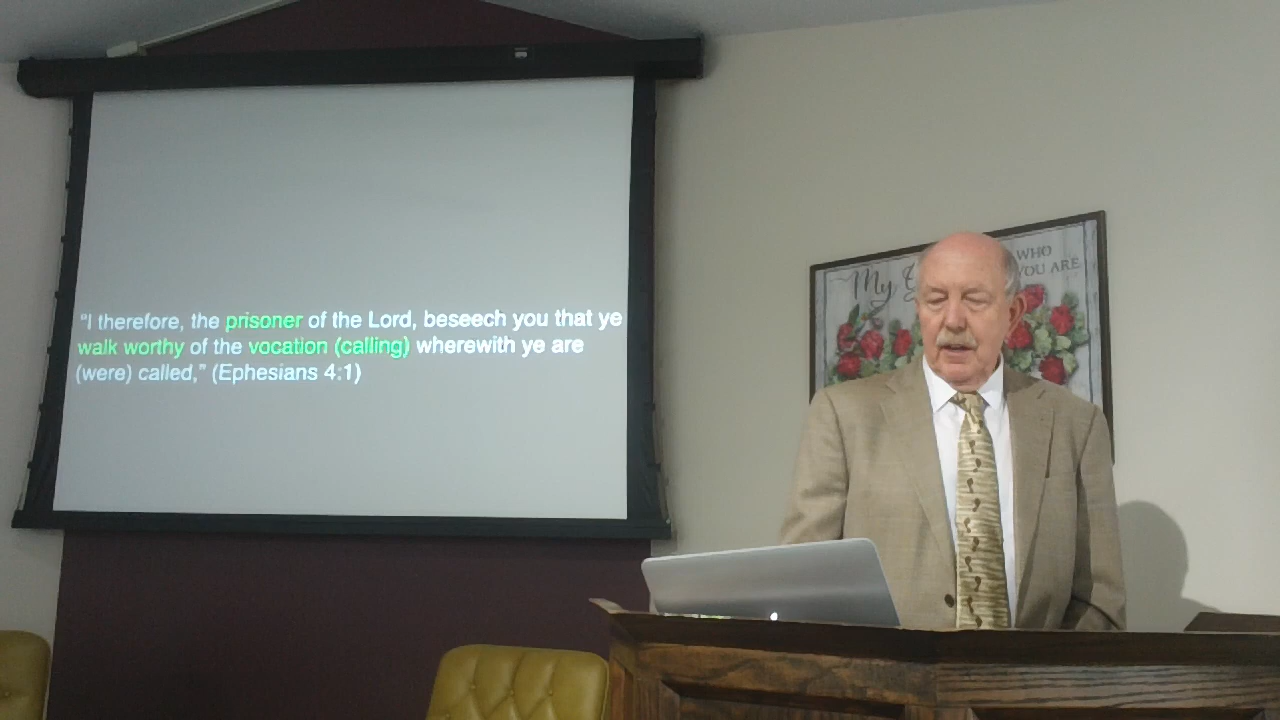 “I therefore, the prisoner of the Lord, beseech you that ye
walk worthy of the vocation (calling) wherewith ye are
(were) called,” (Ephesians 4:1)
My
WHO
YOU ARE